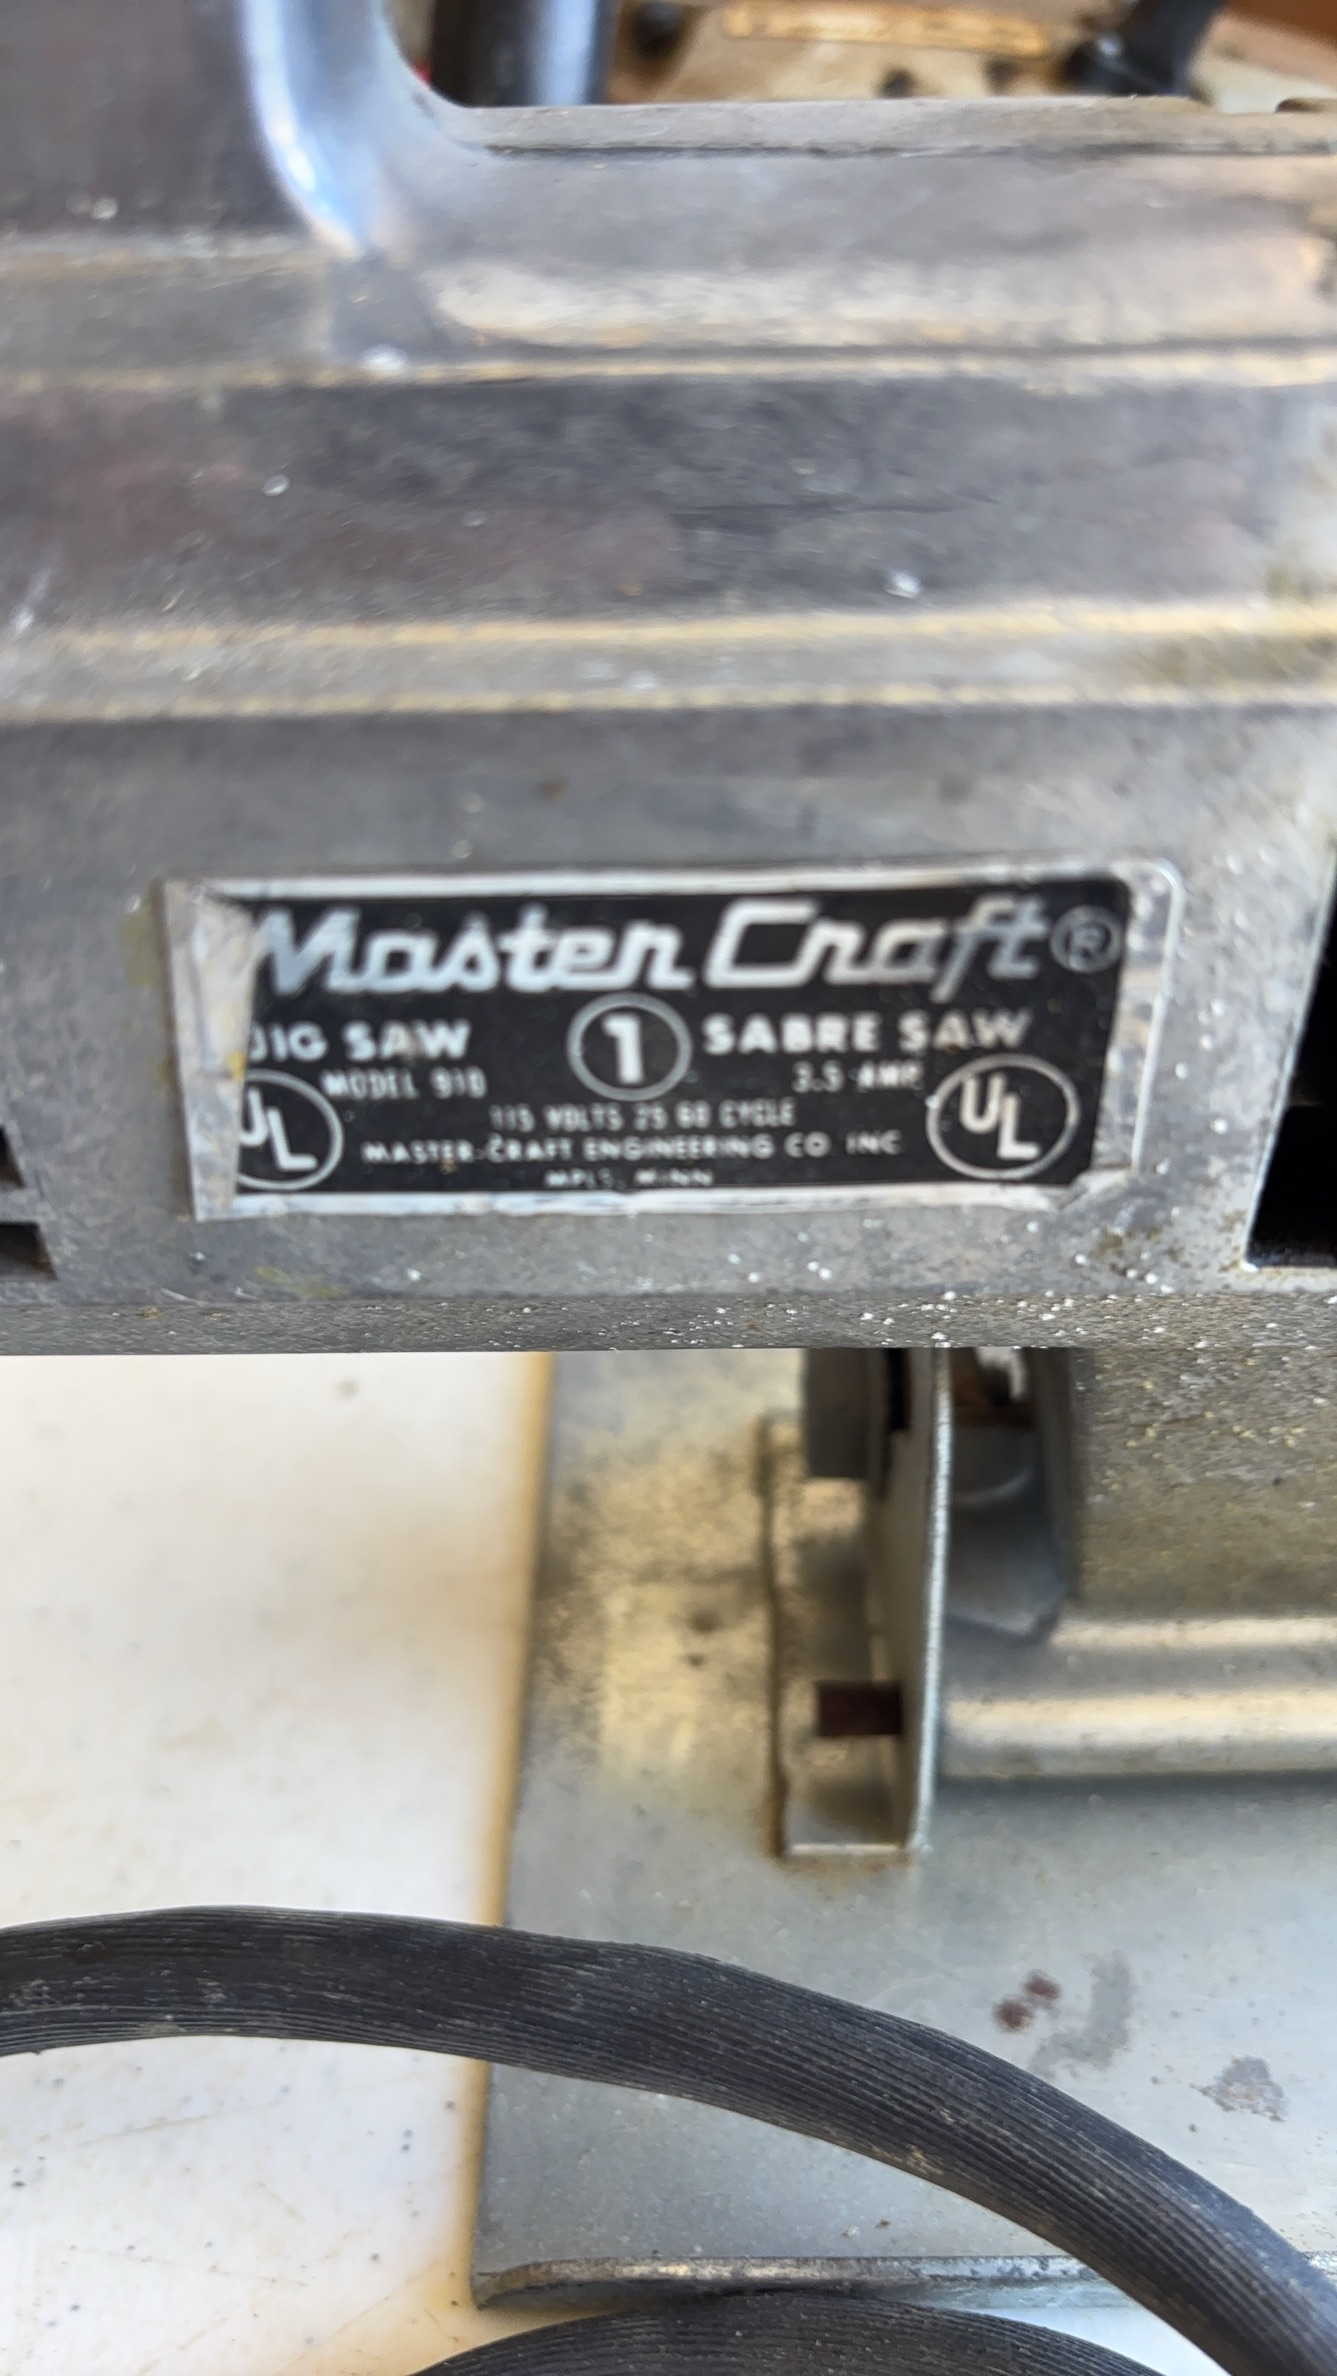 Master Craft®
JIG SAW 1 SABRE SAW
MODEL 910 3.5 AMP
UL UL
115 VOLTS 25 60 CYCLE
MASTER-CRAFT ENGINEERING CO INC
MPLS, MINN